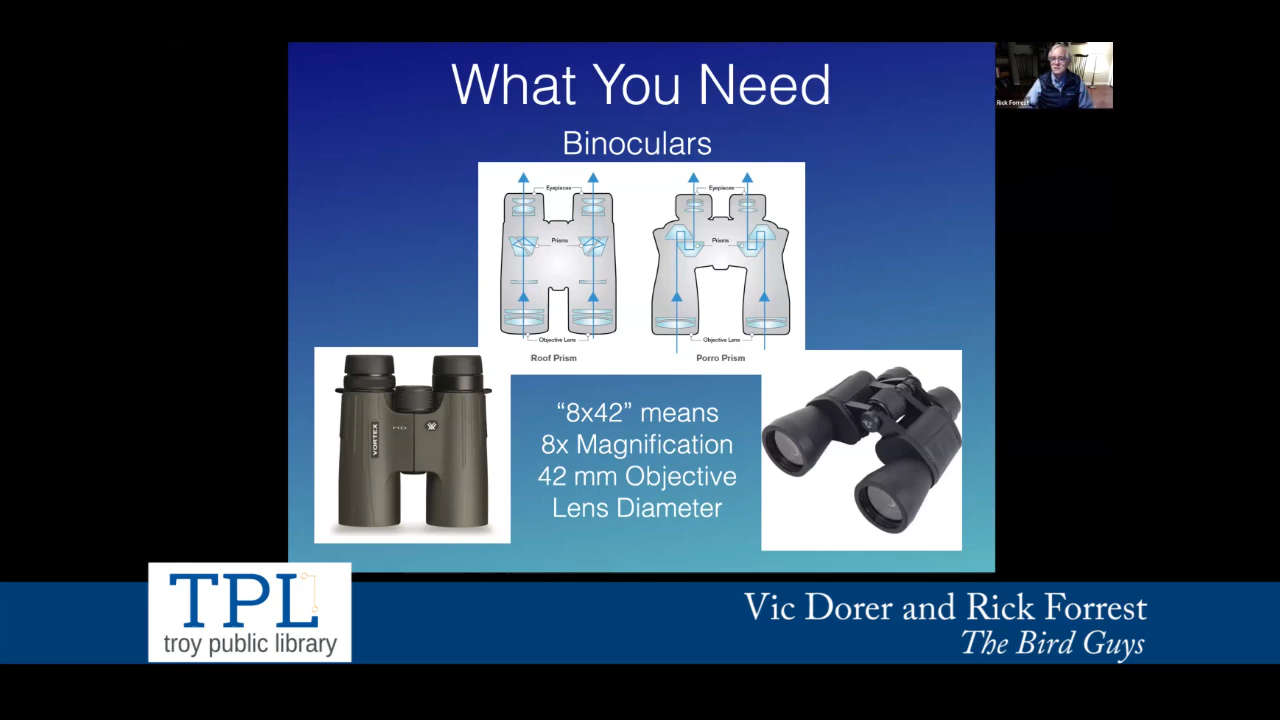 What You Need
Rick Forrest
Binoculars
Eyepieces
Eyepieces
Prisms
Prisms
Objective Lens
Objective Lens
Roof Prism
Porro Prism
VORTEX
HD
“8x42” means
8x Magnification
42 mm Objective
Lens Diameter
TPL
troy public library
Vic Dorer and Rick Forrest
The Bird Guys